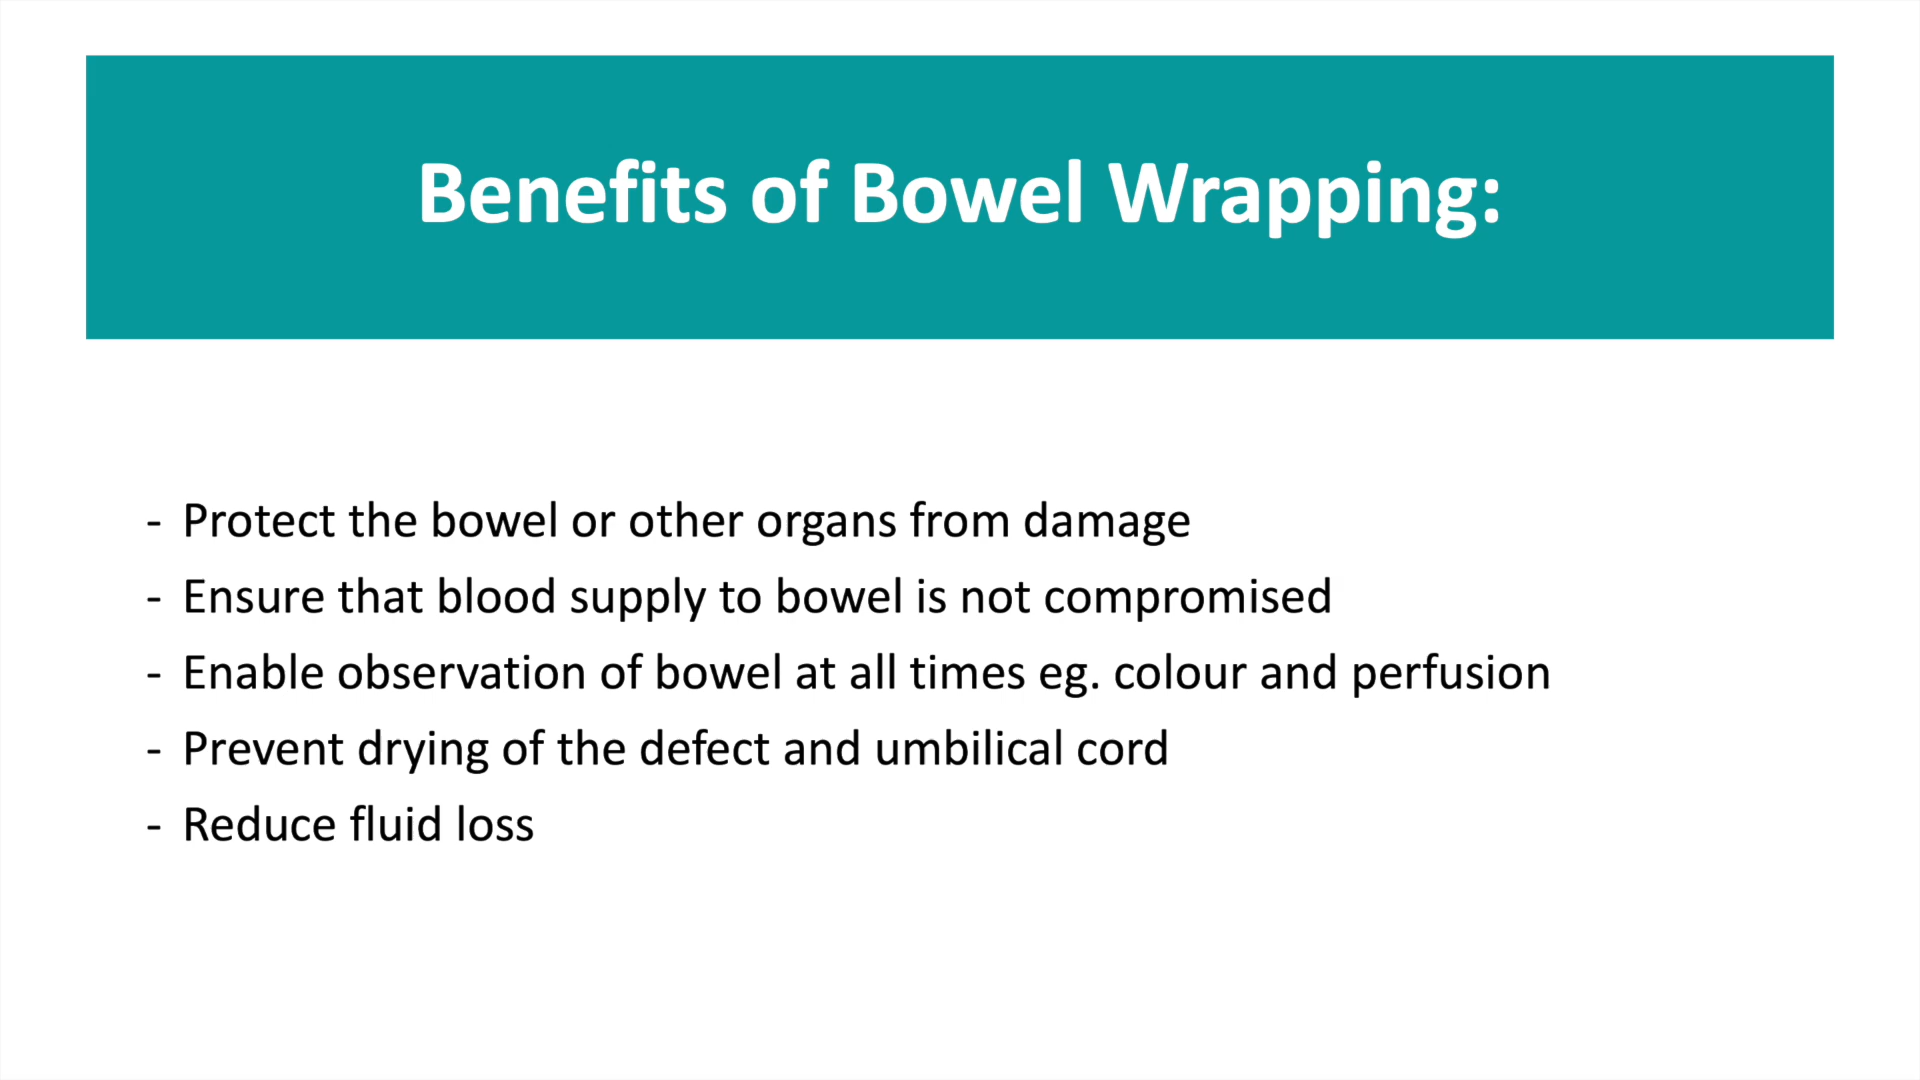 Benefits of Bowel Wrapping:
- Protect the bowel or other organs from damage
- Ensure that blood supply to bowel is not compromised
- Enable observation of bowel at all times eg. colour and perfusion
- Prevent drying of the defect and umbilical cord
- Reduce fluid loss